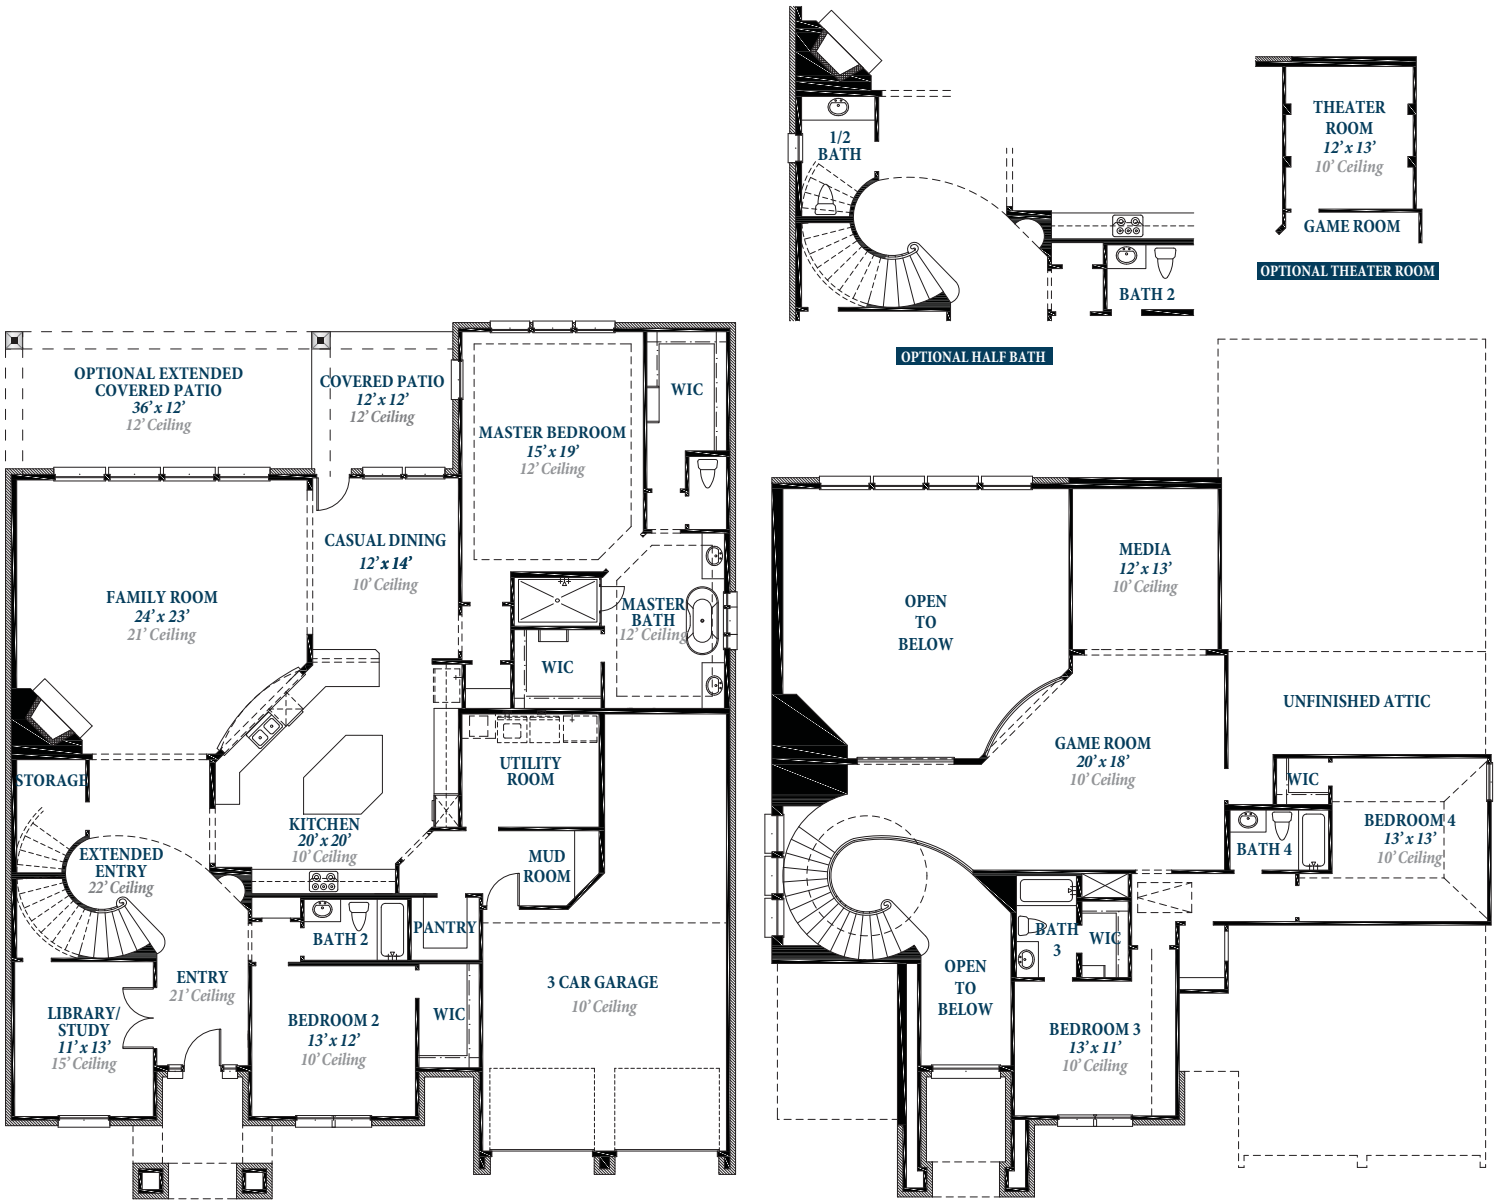 1/2
BATH
BATH 2
OPTIONAL HALF BATH
THEATER
ROOM
12' x 13'
10' Ceiling
GAME ROOM
OPTIONAL THEATER ROOM
OPTIONAL EXTENDED
COVERED PATIO
36' x 12'
12' Ceiling
COVERED PATIO
12' x 12'
12' Ceiling
MASTER BEDROOM
15' x 19'
12' Ceiling
WIC
CASUAL DINING
12' x 14'
10' Ceiling
FAMILY ROOM
24' x 23'
21' Ceiling
MASTER
BATH
12' Ceiling
WIC
STORAGE
UTILITY
ROOM
KITCHEN
20' x 20'
10' Ceiling
EXTENDED
ENTRY
22' Ceiling
MUD
ROOM
BATH 2
PANTRY
ENTRY
21' Ceiling
3 CAR GARAGE
10' Ceiling
LIBRARY/
STUDY
11' x 13'
15' Ceiling
BEDROOM 2
13' x 12'
10' Ceiling
WIC
OPEN
TO
BELOW
MEDIA
12' x 13'
10' Ceiling
UNFINISHED ATTIC
GAME ROOM
20' x 18'
10' Ceiling
WIC
BEDROOM 4
13' x 13'
10' Ceiling
BATH 4
BATH
3
WIC
OPEN
TO
BELOW
BEDROOM 3
13' x 11'
10' Ceiling